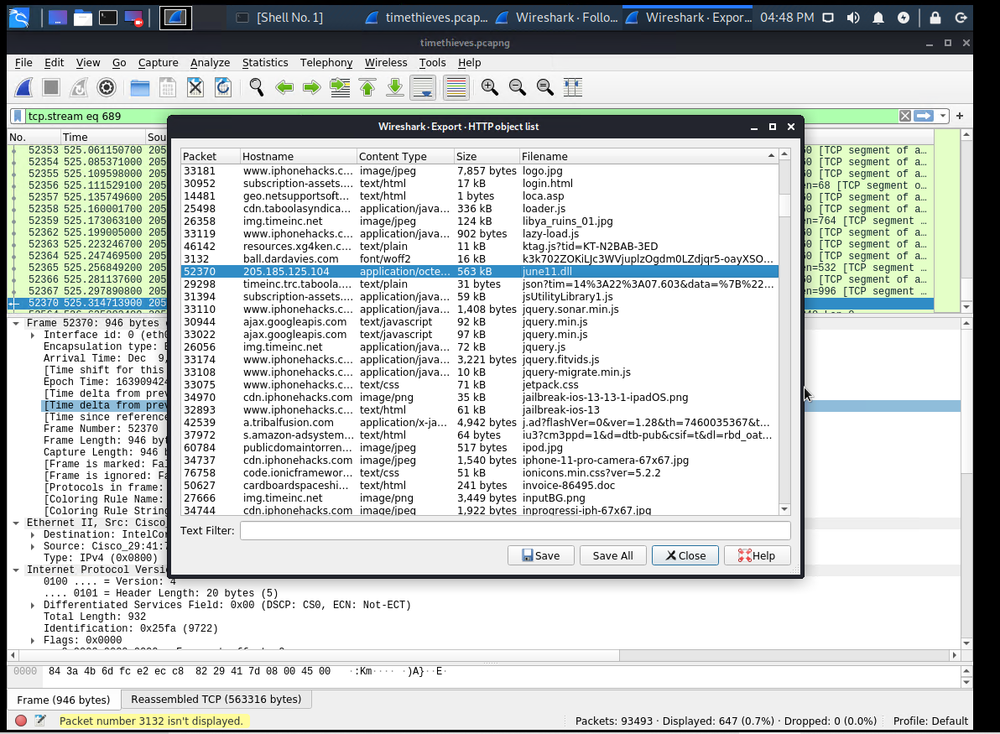 [Shell No. 1] timethieves.pcap... Wireshark · Follo... Wireshark · Expor... 04:48 PM
timethieves.pcapng
File Edit View Go Capture Analyze Statistics Telephony Wireless Tools Help
tcp.stream eq 689
No. Time Sou
52353 525.061150700 205 60 [TCP segment of a…
52354 525.085371000 205 60 [TCP segment of a…
52355 525.109598000 205 60 [TCP segment of a…
52356 525.111529100 205 en=68 [TCP segment o…
52357 525.135749600 205 60 [TCP segment of a…
52358 525.160001700 205 60 [TCP segment of a…
52359 525.173063100 205 en=764 [TCP segment …
52362 525.199005000 205 60 [TCP segment of a…
52363 525.223246700 205 60 [TCP segment of a…
52364 525.247469500 205 60 [TCP segment of a…
52365 525.256849200 205 en=532 [TCP segment …
52366 525.281137600 205 60 [TCP segment of a…
52367 525.297890800 205 en=996 [TCP segment …
52370 525.314713900 205
Wireshark · Export · HTTP object list
Packet Hostname Content Type Size Filename
33181 www.iphonehacks.c... image/jpeg 7,857 bytes logo.jpg
30952 subscription-assets.... text/html 17 kB login.html
14481 geo.netsupportsoft... text/html 1 bytes loca.asp
25498 cdn.taboolasyndica... application/java... 336 kB loader.js
26358 img.timeinc.net image/jpeg 124 kB libya_ruins_01.jpg
33119 www.iphonehacks.c... application/java... 902 bytes lazy-load.js
46142 resources.xg4ken.c... text/plain 11 kB ktag.js?tid=KT-N2BAB-3ED
3132 ball.dardavies.com font/woff2 16 kB k3k702ZOKiLJc3WVjuplzOgdm0LZdjqr5-oayXSO...
52370 205.185.125.104 application/octe... 563 kB june11.dll
29298 timeinc.trc.taboola.... text/plain 31 bytes json?tim=14%3A22%3A07.603&data=%7B%22...
31394 subscription-assets.... application/java... 59 kB jsUtilityLibrary1.js
33110 www.iphonehacks.c... application/java... 1,408 bytes jquery.sonar.min.js
30944 ajax.googleapis.com text/javascript 92 kB jquery.min.js
33022 ajax.googleapis.com text/javascript 97 kB jquery.min.js
26056 img.timeinc.net application/java... 72 kB jquery.js
33174 www.iphonehacks.c... application/java... 3,221 bytes jquery.fitvids.js
33108 www.iphonehacks.c... application/java... 10 kB jquery-migrate.min.js
33075 www.iphonehacks.c... text/css 71 kB jetpack.css
34970 cdn.iphonehacks.com image/png 35 kB jailbreak-ios-13-13-1-ipadOS.png
32893 www.iphonehacks.c... text/html 61 kB jailbreak-ios-13
42539 a.tribalfusion.com application/x-ja... 4,942 bytes j.ad?flashVer=0&ver=1.28&th=7460035367&t...
37972 s.amazon-adsystem... text/html 64 bytes iu3?cm3ppd=1&d=dtb-pub&csif=t&dl=rbd_oat...
60784 publicdomaintorren... image/jpeg 517 bytes ipod.jpg
34737 cdn.iphonehacks.com image/jpeg 1,540 bytes iphone-11-pro-camera-67x67.jpg
76758 code.ionicframewor... text/css 51 kB ionicons.min.css?ver=5.2.2
50627 cardboardspaceshi... text/html 241 bytes invoice-86495.doc
27666 img.timeinc.net image/png 3,449 bytes inputBG.png
34744 cdn.iphonehacks.com image/jpeg 1,922 bytes inprogressi-iph-67x67.jpg
Text Filter:
Save Save All Close Help
Frame 52370: 946 bytes
Interface id: 0 (eth0
Encapsulation type: E
Arrival Time: Dec 9,
[Time shift for this
Epoch Time: 163909424
[Time delta from prev
[Time delta from prev
[Time since reference
Frame Number: 52370
Frame Length: 946 byt
Capture Length: 946 b
[Frame is marked: Fal
[Frame is ignored: Fa
[Protocols in frame:
[Coloring Rule Name:
[Coloring Rule String
Ethernet II, Src: Cisco_
Destination: IntelCor
Source: Cisco_29:41:7
Type: IPv4 (0x0800)
Internet Protocol Versi
0100 .... = Version: 4
.... 0101 = Header Length: 20 bytes (5)
Differentiated Services Field: 0x00 (DSCP: CS0, ECN: Not-ECT)
Total Length: 932
Identification: 0x25fa (9722)
Flags: 0x0000
0000 84 3a 4b 6d fc e2 ec c8 82 29 41 7d 08 00 45 00 ·:Km···· ·)A}··E·
Frame (946 bytes) Reassembled TCP (563316 bytes)
Packet number 3132 isn't displayed. Packets: 93493 · Displayed: 647 (0.7%) · Dropped: 0 (0.0%) Profile: Default